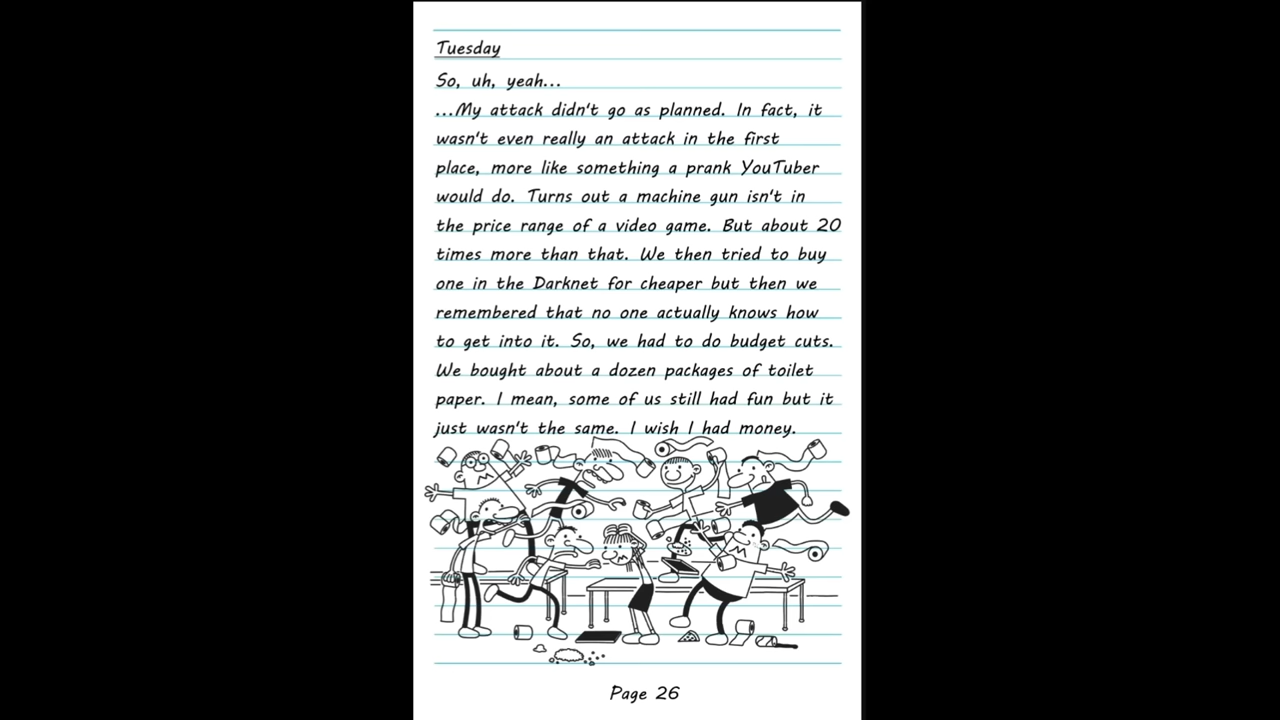 Tuesday
So, uh, yeah...
...My attack didn't go as planned. In fact, it
wasn't even really an attack in the first
place, more like something a prank YouTuber
would do. Turns out a machine gun isn't in
the price range of a video game. But about 20
times more than that. We then tried to buy
one in the Darknet for cheaper but then we
remembered that no one actually knows how
to get into it. So, we had to do budget cuts.
We bought about a dozen packages of toilet
paper. I mean, some of us still had fun but it
just wasn't the same. I wish I had money.
Page 26